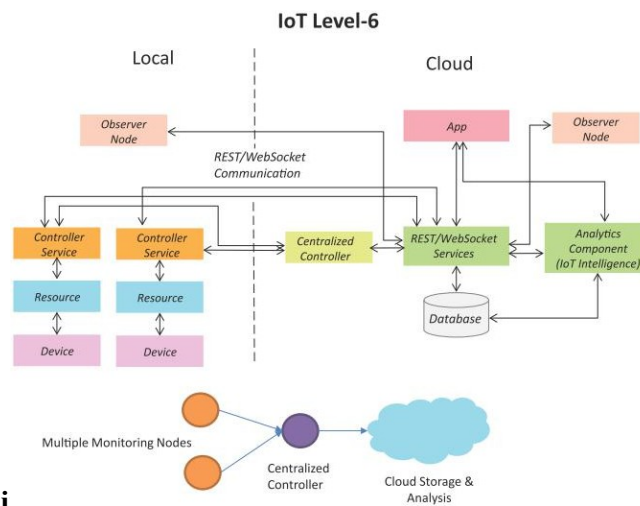 IoT Level-6
Local
Cloud
Observer
Node
App
Observer
Node
REST/WebSocket
Communication
Controller
Service
Controller
Service
Centralized
Controller
REST/WebSocket
Services
Analytics
Component
(IoT Intelligence)
Resource
Resource
Database
Device
Device
Multiple Monitoring Nodes
Centralized
Controller
Cloud Storage &
Analysis
i